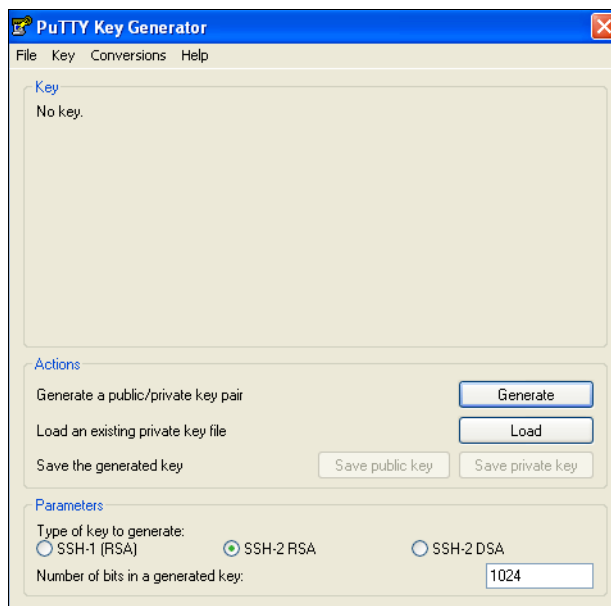 PuTTY Key Generator
File Key Conversions Help
Key
No key.
Actions
Generate a public/private key pair Generate
Load an existing private key file Load
Save the generated key Save public key Save private key
Parameters
Type of key to generate:
SSH-1 (RSA) SSH-2 RSA SSH-2 DSA
Number of bits in a generated key: 1024